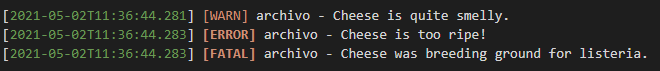 [2021-05-02T11:36:44.281] [WARN] archivo - Cheese is quite smelly.
[2021-05-02T11:36:44.283] [ERROR] archivo - Cheese is too ripe!
[2021-05-02T11:36:44.283] [FATAL] archivo - Cheese was breeding ground for listeria.